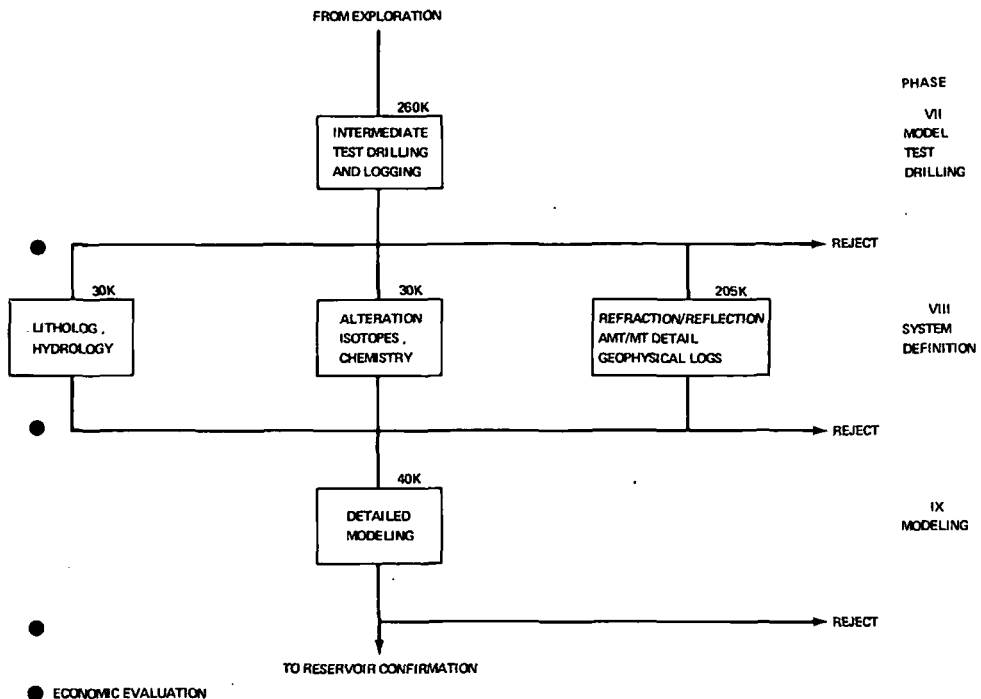 FROM EXPLORATION
PHASE
260K
VII
MODEL
TEST
DRILLING
INTERMEDIATE
TEST DRILLING
AND LOGGING
REJECT
30K
30K
205K
LITHOLOG,
HYDROLOGY
ALTERATION
ISOTOPES,
CHEMISTRY
REFRACTION/REFLECTION
AMT/MT DETAIL
GEOPHYSICAL LOGS
VIII
SYSTEM
DEFINITION
REJECT
40K
DETAILED
MODELING
IX
MODELING
REJECT
TO RESERVOIR CONFIRMATION
ECONOMIC EVALUATION